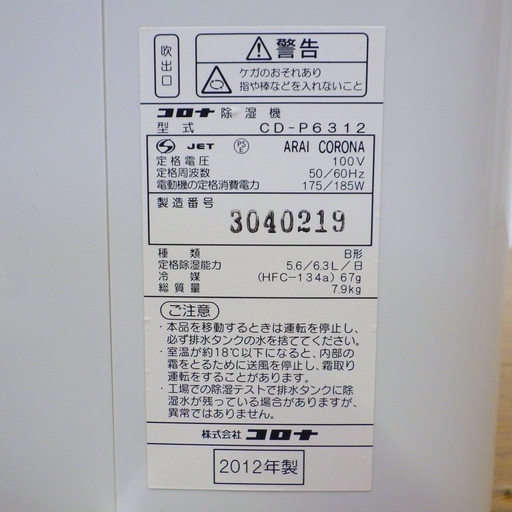 吹出口
警告
ケガのおそれあり
指や棒などを入れないこと
コロナ 除湿機
型式 CD-P6312
JET PS E ARAI CORONA
定格電圧 100V
定格周波数 50/60Hz
電動機の定格消費電力 175/185W
製造番号 3040219
種類 B形
定格除湿能力 5.6/6.3L/日
冷媒 (HFC-134a) 67g
総質量 7.9kg
ご注意
・本品を移動するときは運転を停止し、
必ず排水タンクの水を捨ててください。
・室温が約18℃以下になると、内部の
霜をとるために送風を停止し、霜取り
運転をすることがあります。
・工場での除湿テストで排水タンクに除
湿水が残っている場合がありますが、
異常ではありません。
株式会社 コロナ
2012年製